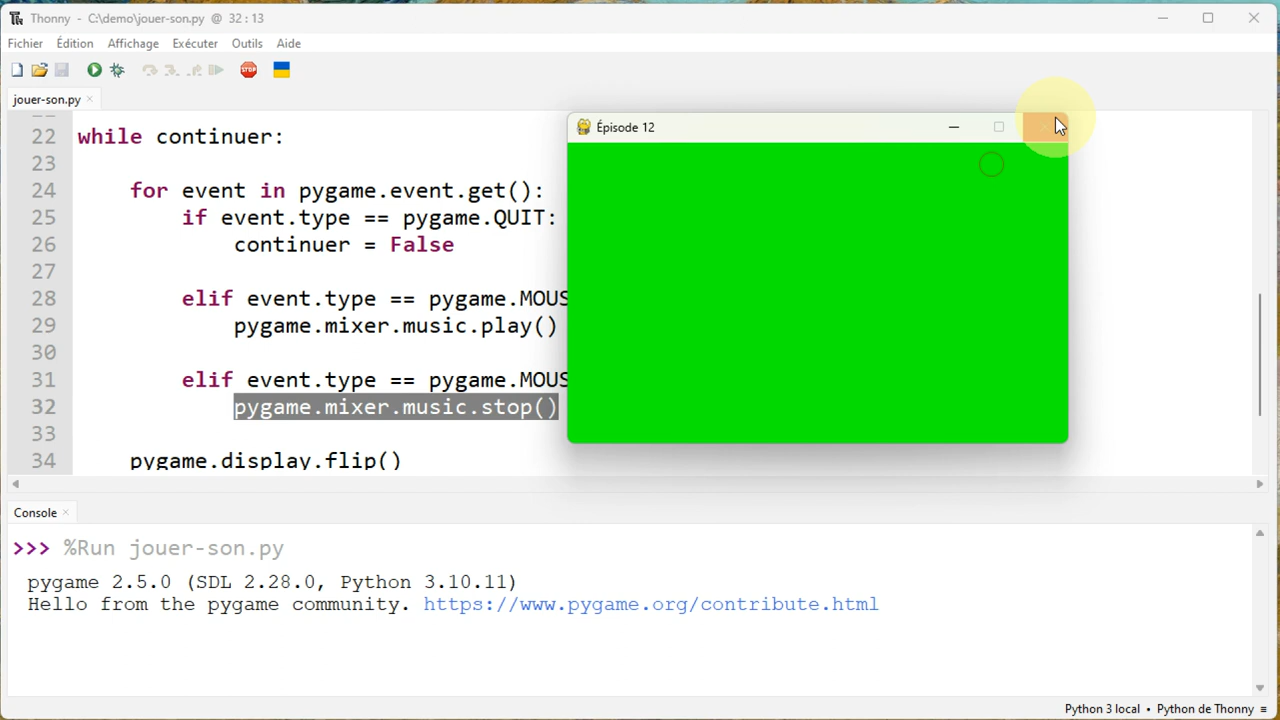 Thonny - C:\demo\jouer-son.py @ 32:13
Fichier Édition Affichage Exécuter Outils Aide
STOP
jouer-son.py ×
22 while continuer:
23
24 for event in pygame.event.get():
25 if event.type == pygame.QUIT:
26 continuer = False
27
28 elif event.type == pygame.MOUS
29 pygame.mixer.music.play()
30
31 elif event.type == pygame.MOUS
32 pygame.mixer.music.stop()
33
34 pygame.display.flip()
Épisode 12
Console ×
>>> %Run jouer-son.py
pygame 2.5.0 (SDL 2.28.0, Python 3.10.11)
Hello from the pygame community. https://www.pygame.org/contribute.html
Python 3 local • Python de Thonny ≡